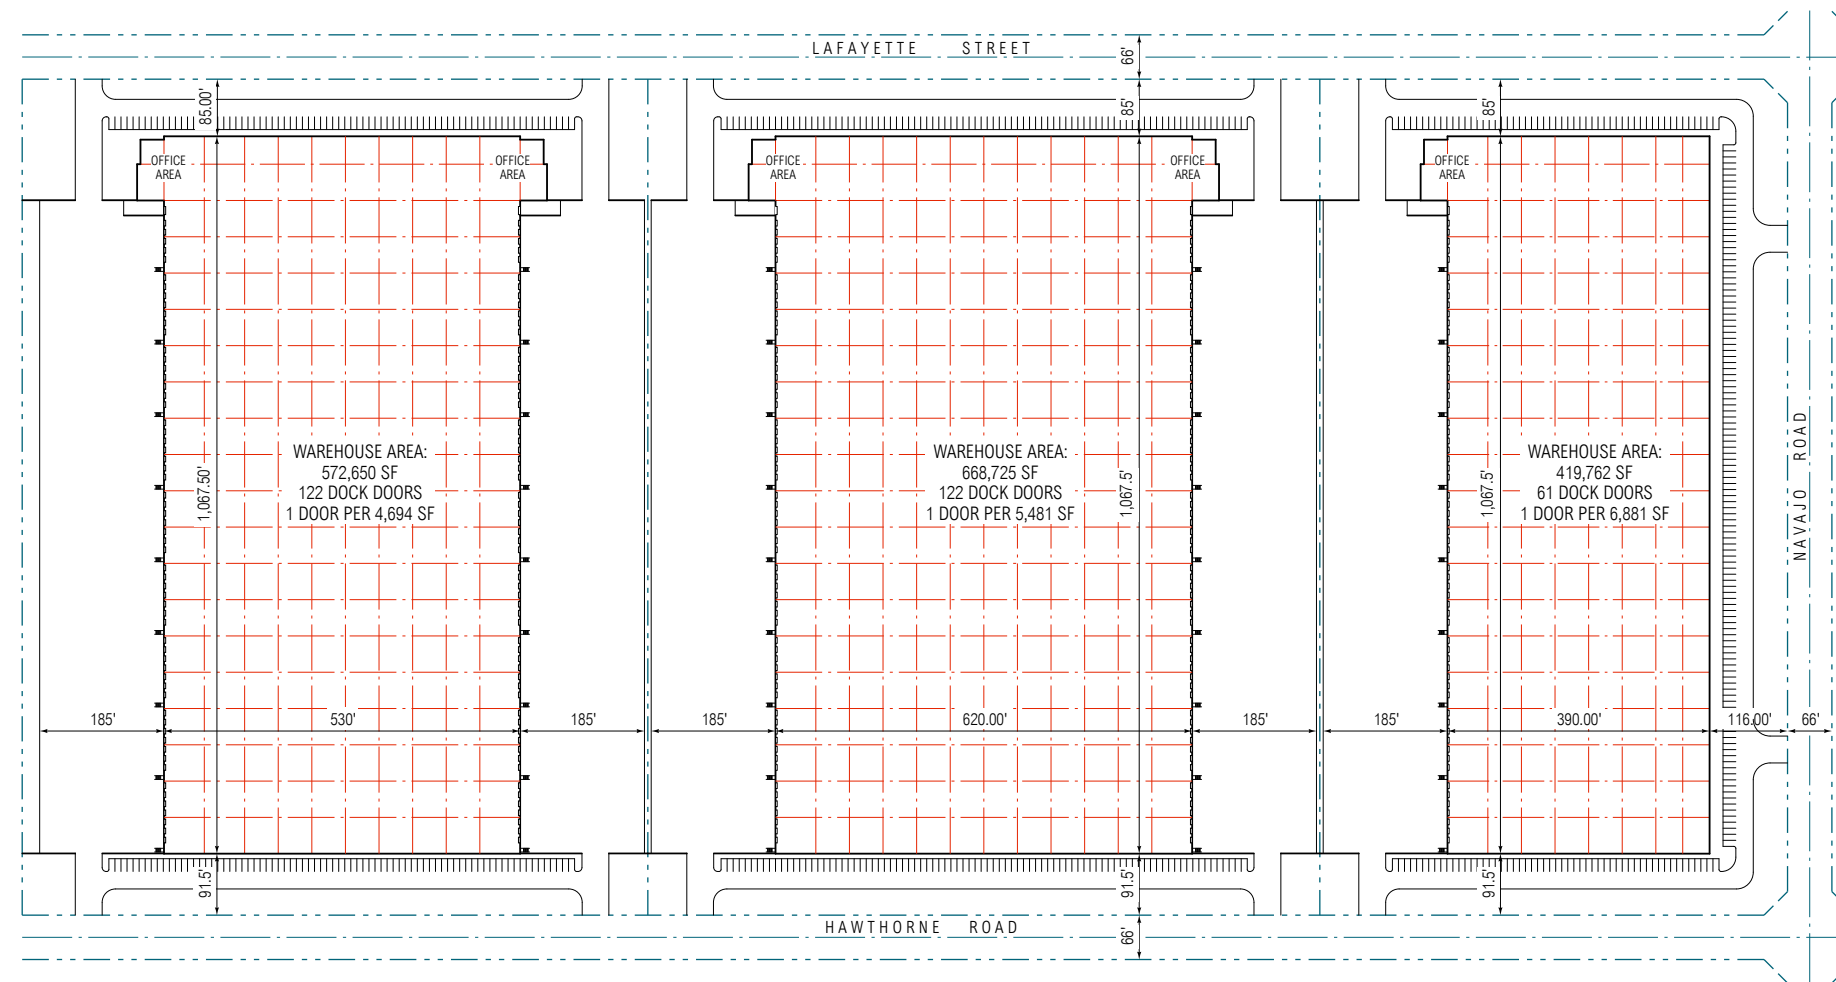 LAFAYETTE STREET
66'
85.00'
85'
85'
OFFICE
AREA
OFFICE
AREA
OFFICE
AREA
OFFICE
AREA
OFFICE
AREA
WAREHOUSE AREA:
572,650 SF
122 DOCK DOORS
1 DOOR PER 4,694 SF
1,067.50'
WAREHOUSE AREA:
668,725 SF
122 DOCK DOORS
1 DOOR PER 5,481 SF
1,067.5'
WAREHOUSE AREA:
419,762 SF
61 DOCK DOORS
1 DOOR PER 6,881 SF
1,067.5'
NAVAJO ROAD
185'
530'
185'
185'
620.00'
185'
185'
390.00'
116.00'
66'
91.5'
91.5'
91.5'
HAWTHORNE ROAD
66'